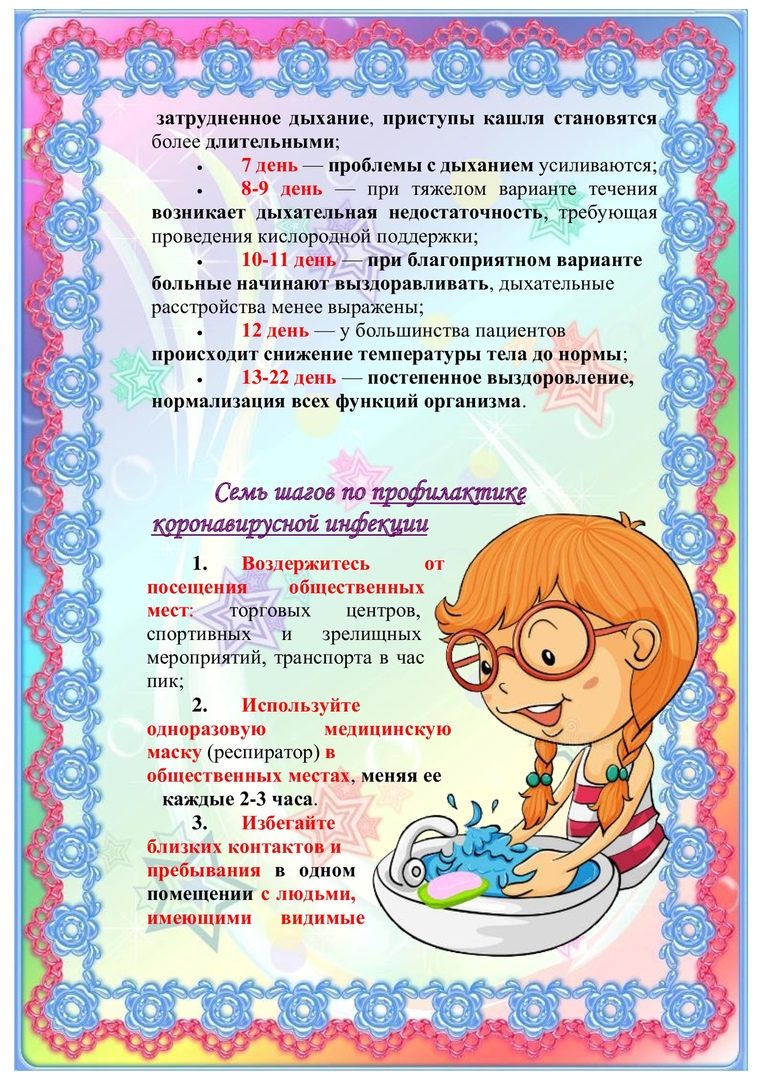 затрудненное дыхание, приступы кашля становятся
более длительными;
• 7 день — проблемы с дыханием усиливаются;
• 8-9 день — при тяжелом варианте течения
возникает дыхательная недостаточность, требующая
проведения кислородной поддержки;
• 10-11 день — при благоприятном варианте
больные начинают выздоравливать, дыхательные
расстройства менее выражены;
• 12 день — у большинства пациентов
происходит снижение температуры тела до нормы;
• 13-22 день — постепенное выздоровление,
нормализация всех функций организма.
Семь шагов по профилактике
коронавирусной инфекции
1. Воздержитесь от
посещения общественных
мест: торговых центров,
спортивных и зрелищных
мероприятий, транспорта в час
пик;
2. Используйте
одноразовую медицинскую
маску (респиратор) в
общественных местах, меняя ее
каждые 2-3 часа.
3. Избегайте
близких контактов и
пребывания в одном
помещении с людьми,
имеющими видимые